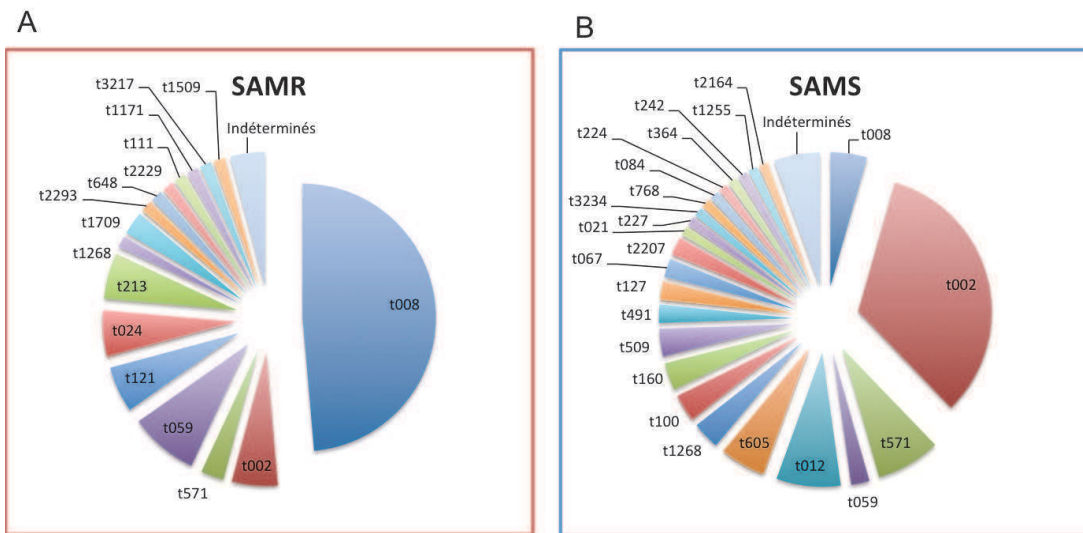 A
SAMR
t3217
t1509
t1171
Indéterminés
t111
t2229
t648
t2293
t1709
t1268
t213
t008
t024
t121
t059
t002
t571
B
SAMS
t2164
t242
t1255
Indéterminés
t008
t224
t364
t084
t768
t3234
t227
t021
t2207
t067
t002
t127
t491
t509
t160
t100
t1268
t605
t012
t571
t059